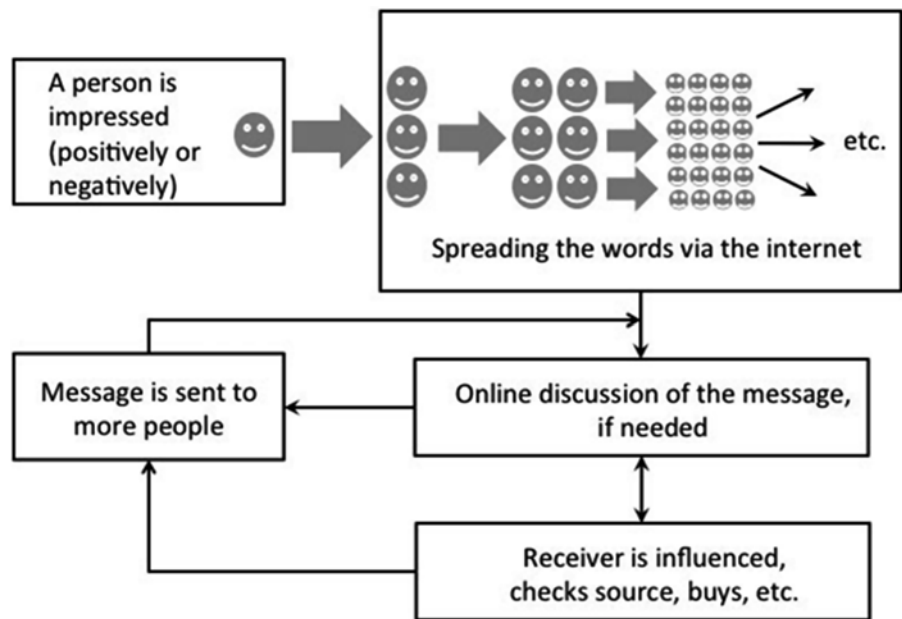 A person is
impressed
(positively or
negatively)
etc.
Spreading the words via the internet
Message is sent to
more people
Online discussion of the message,
if needed
Receiver is influenced,
checks source, buys, etc.